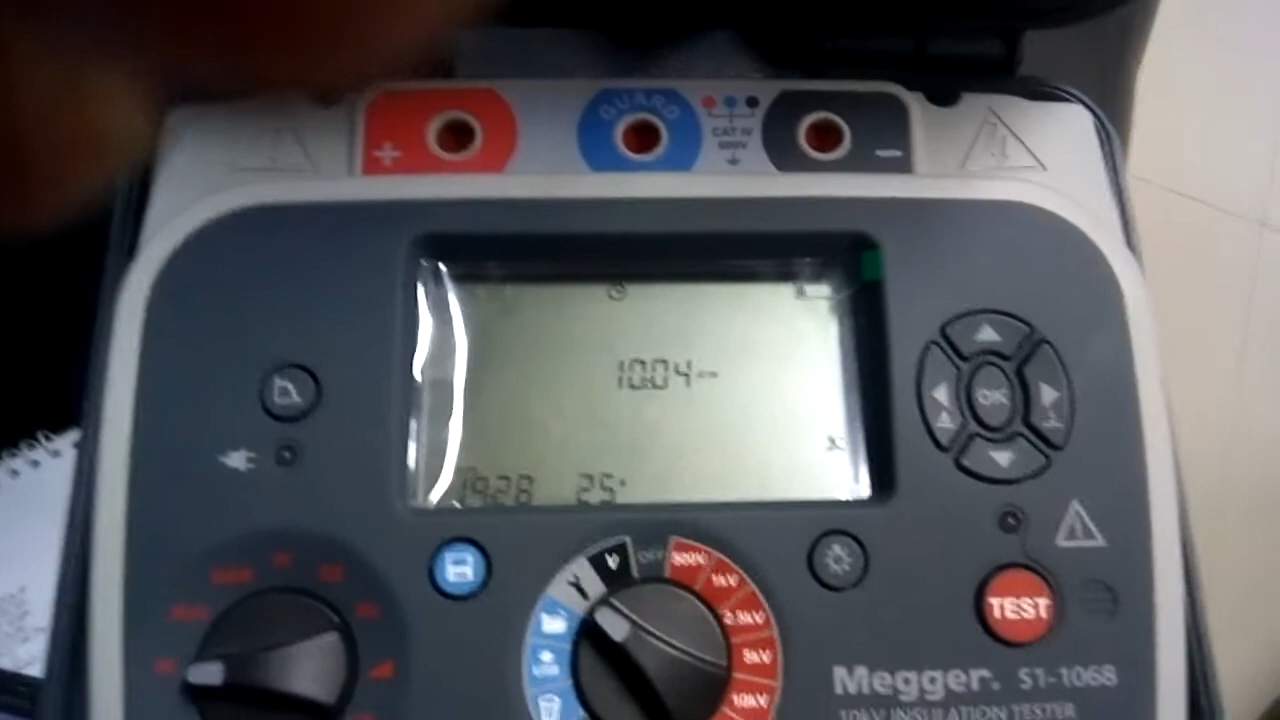 GUARD
CAT IV
600V
+
-
10:04
19:28 25°
OK
OFF
500V
1kV
2.5kV
5kV
10kV
TEST
Megger. S1-1068
10kV INSULATION TESTER